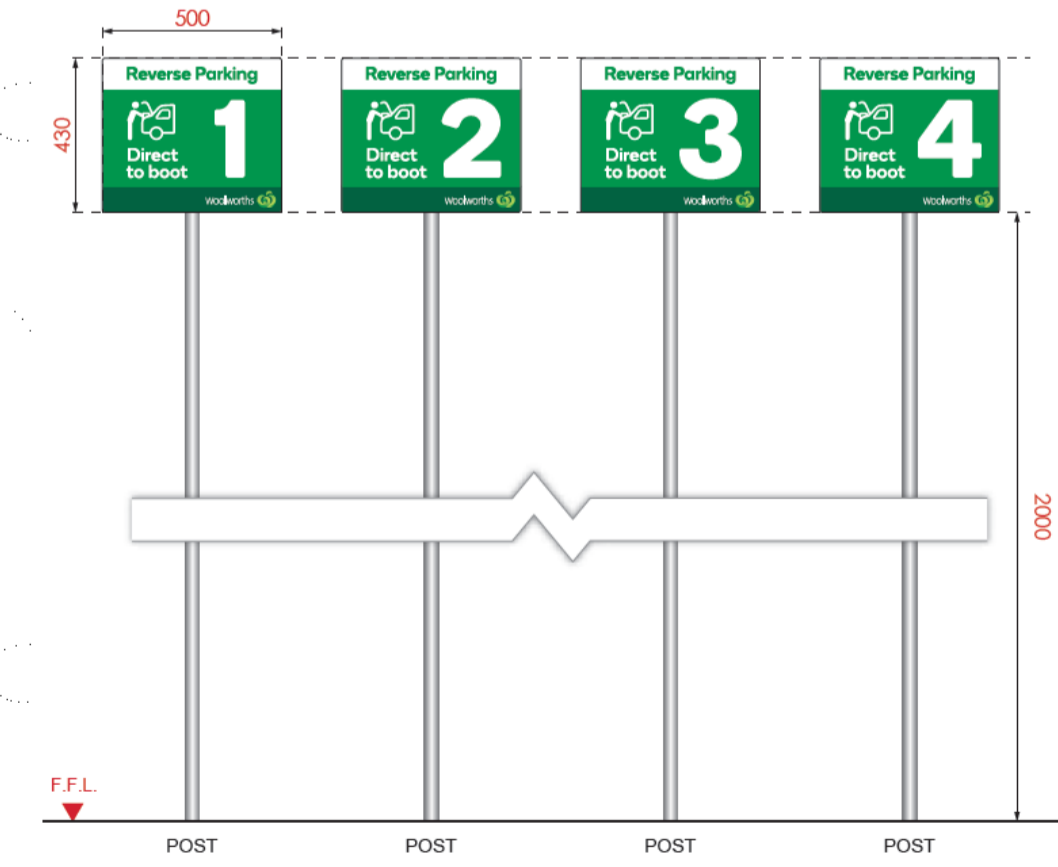 500
430
Reverse Parking
Direct
to boot
1
woolworths
Reverse Parking
Direct
to boot
2
woolworths
Reverse Parking
Direct
to boot
3
woolworths
Reverse Parking
Direct
to boot
4
woolworths
2000
F.F.L.
POST
POST
POST
POST